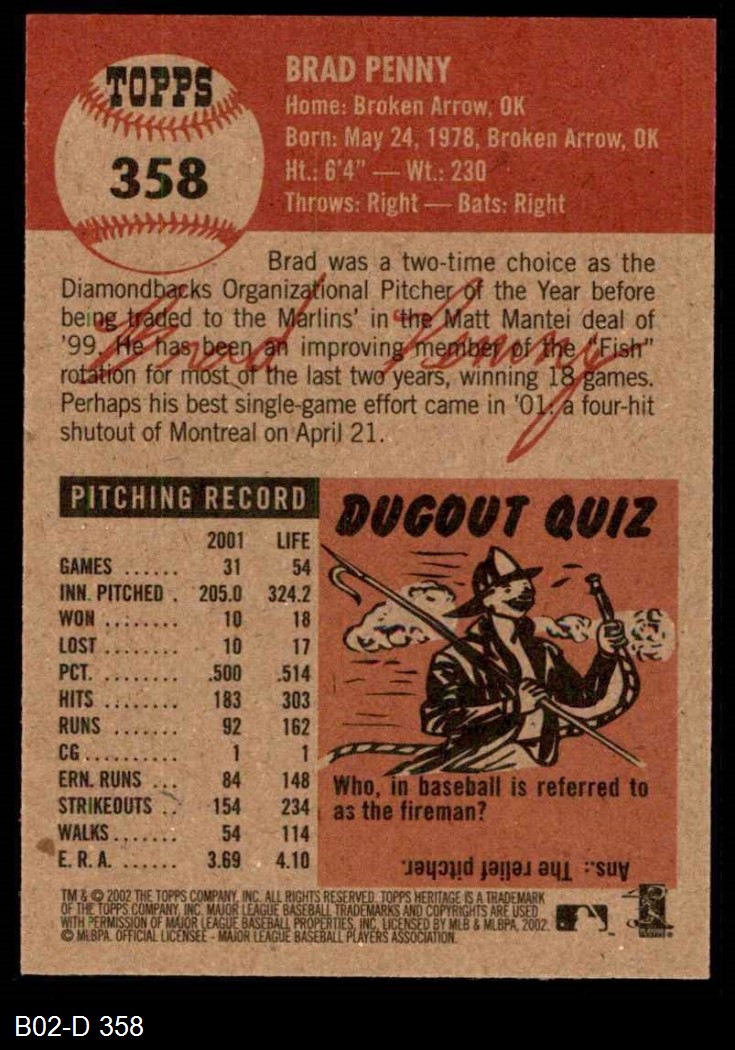 TOPPS
358
BRAD PENNY
Home: Broken Arrow, OK
Born: May 24, 1978, Broken Arrow, OK
Ht.: 6'4" — Wt.: 230
Throws: Right — Bats: Right
Brad was a two-time choice as the
Diamondbacks Organizational Pitcher of the Year before
being traded to the Marlins' in the Matt Mantei deal of
'99. He has been an improving member of the "Fish"
rotation for most of the last two years, winning 18 games.
Perhaps his best single-game effort came in '01: a four-hit
shutout of Montreal on April 21.
Brad Penny
PITCHING RECORD
2001 LIFE
GAMES ...... 31 54
INN. PITCHED . 205.0 324.2
WON ........ 10 18
LOST ........ 10 17
PCT. ........ .500 .514
HITS ........ 183 303
RUNS ....... 92 162
CG .......... 1 1
ERN. RUNS ... 84 148
STRIKEOUTS .. 154 234
WALKS ....... 54 114
E. R. A. ...... 3.69 4.10
DUGOUT QUIZ
Who, in baseball is referred to
as the fireman?
Ans.: The relief pitcher.
TM & © 2002 THE TOPPS COMPANY, INC. ALL RIGHTS RESERVED. TOPPS HERITAGE IS A TRADEMARK
OF THE TOPPS COMPANY, INC. MAJOR LEAGUE BASEBALL TRADEMARKS AND COPYRIGHTS ARE USED
WITH PERMISSION OF MAJOR LEAGUE BASEBALL PROPERTIES, INC. LICENSED BY MLB & MLBPA, 2002.
© MLBPA. OFFICIAL LICENSEE - MAJOR LEAGUE BASEBALL PLAYERS ASSOCIATION.
B02-D 358